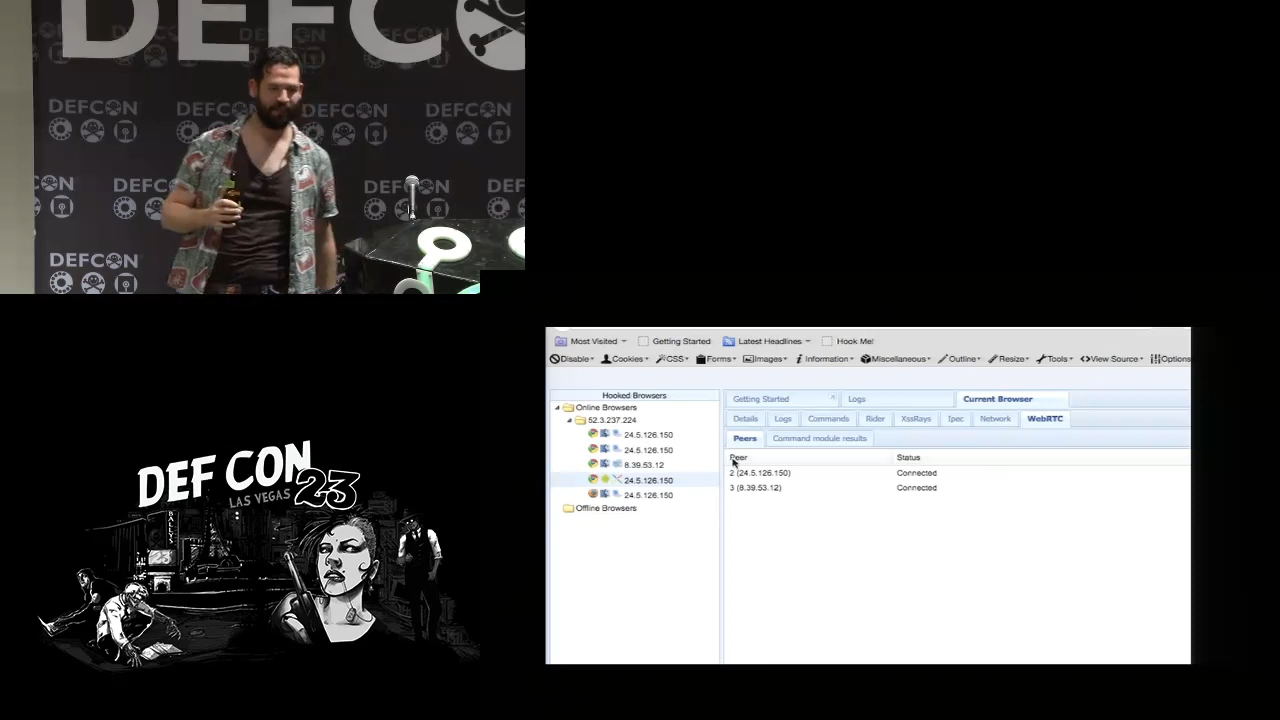 DEFCON
DEFCON DEFCON DEFCON DEFCON
DEFCON DEFCON DEFCON
DEFCON
DEF CON 23
LAS VEGAS
BALLYS
Most Visited Getting Started Latest Headlines Hook Me!
Disable Cookies CSS Forms Images Information Miscellaneous Outline Resize Tools View Source Options
Hooked Browsers
Online Browsers
52.3.237.224
24.5.126.150
24.5.126.150
8.39.53.12
24.5.126.150
24.5.126.150
Offline Browsers
Getting Started Logs Current Browser
Details Logs Commands Rider XssRays Ipec Network WebRTC
Peers Command module results
Peer Status
2 (24.5.126.150) Connected
3 (8.39.53.12) Connected